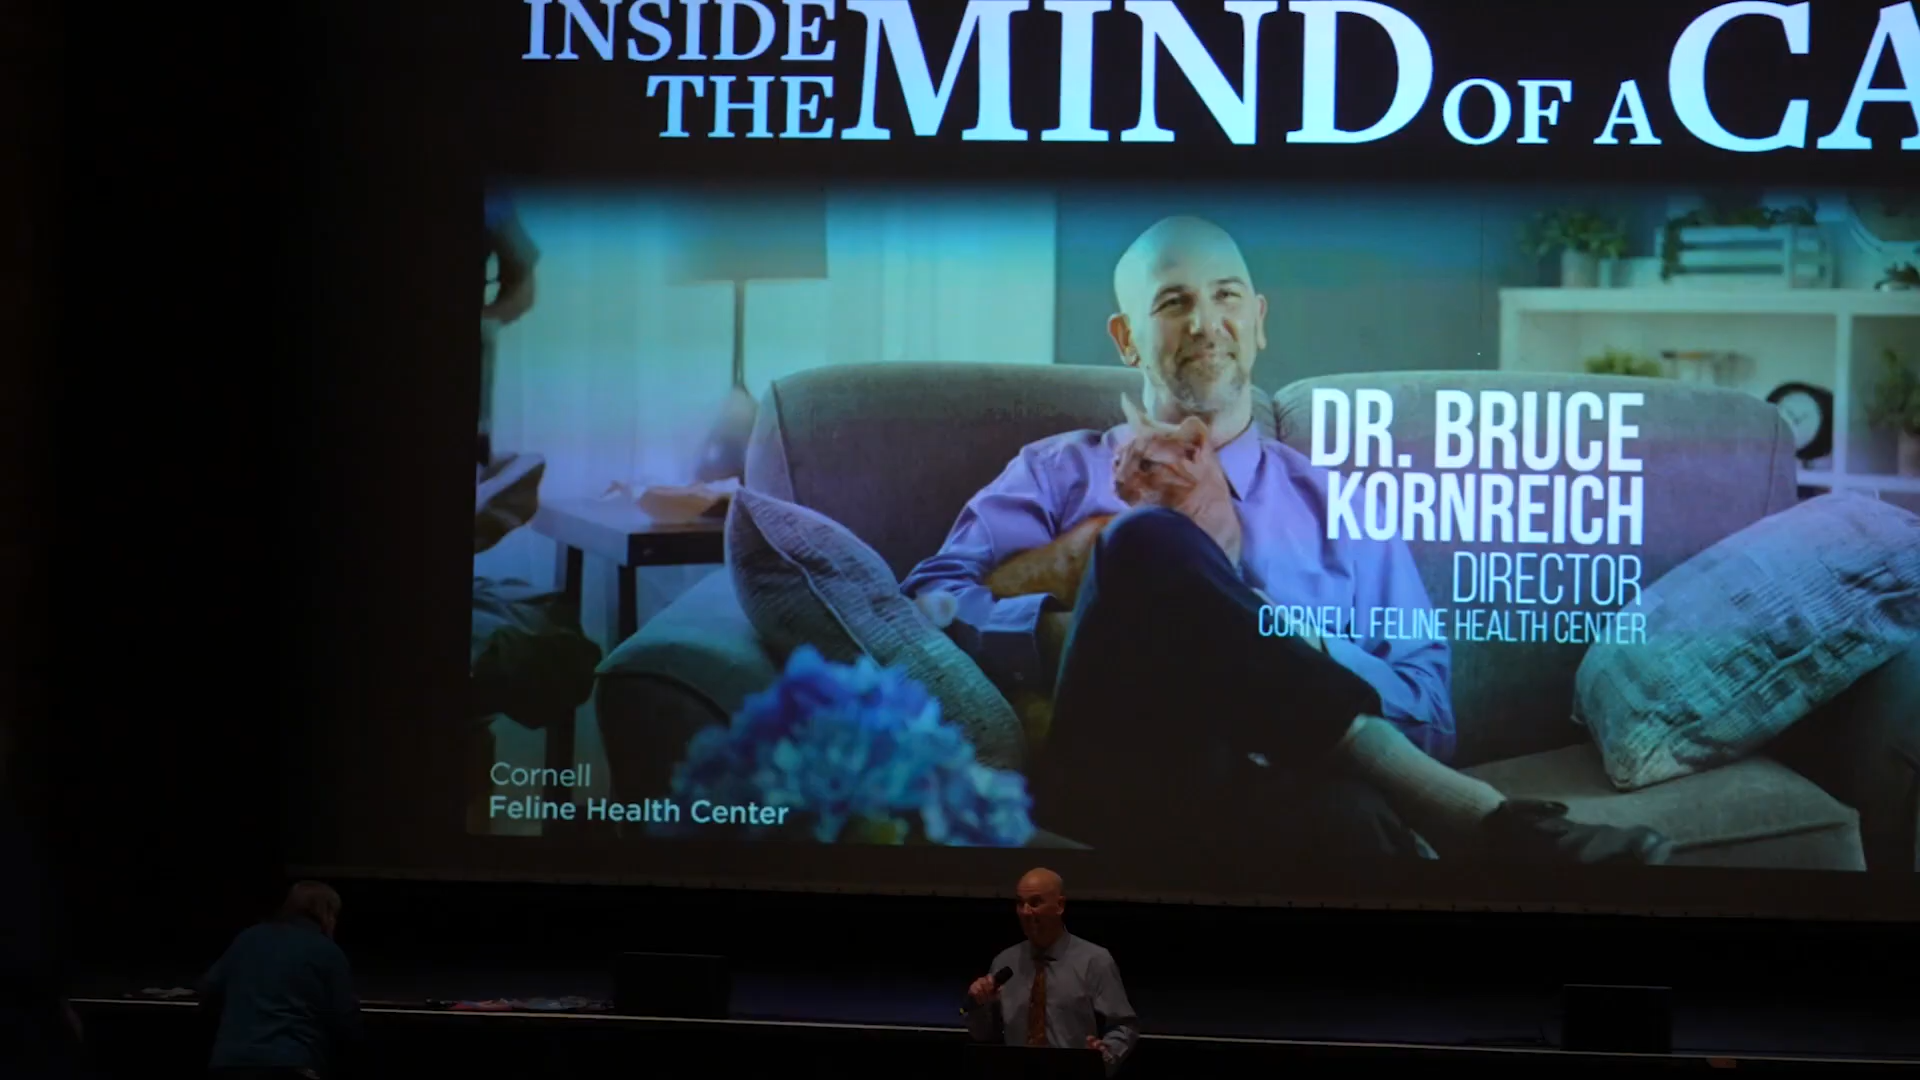 INSIDE THE MIND OF A CA
DR. BRUCE
KORNREICH
DIRECTOR
CORNELL FELINE HEALTH CENTER
Cornell
Feline Health Center